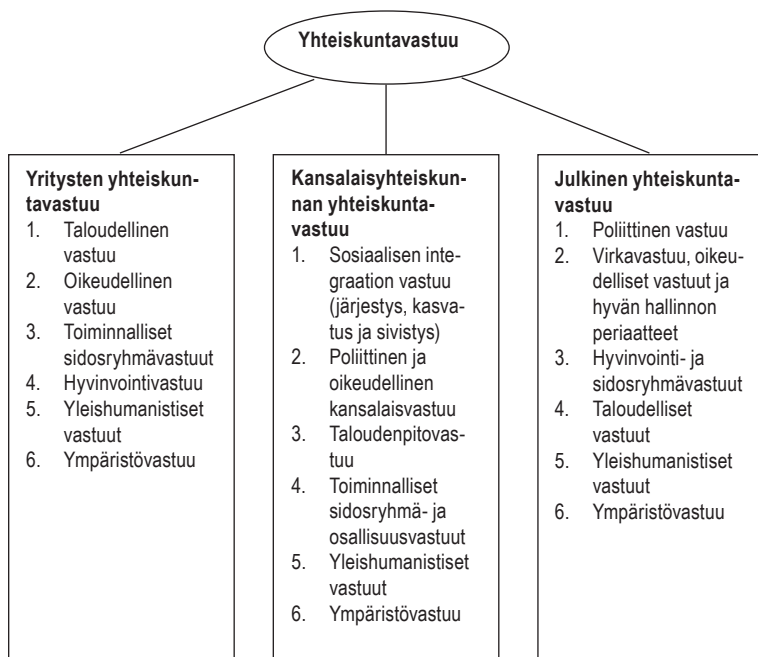 Yhteiskuntavastuu
Yritysten yhteiskun-
tavastuu
1. Taloudellinen
vastuu
2. Oikeudellinen
vastuu
3. Toiminnalliset
sidosryhmävastuut
4. Hyvinvointivastuu
5. Yleishumanistiset
vastuut
6. Ympäristövastuu
Kansalaisyhteiskun-
nan yhteiskunta-
vastuu
1. Sosiaalisen inte-
graation vastuu
(järjestys, kasva-
tus ja sivistys)
2. Poliittinen ja
oikeudellinen
kansalaisvastuu
3. Taloudenpitovas-
tuu
4. Toiminnalliset
sidosryhmä- ja
osallisuusvastuut
5. Yleishumanistiset
vastuut
6. Ympäristövastuu
Julkinen yhteiskunta-
vastuu
1. Poliittinen vastuu
2. Virkavastuu, oikeu-
delliset vastuut ja
hyvän hallinnon
periaatteet
3. Hyvinvointi- ja
sidosryhmävastuut
4. Taloudelliset
vastuut
5. Yleishumanistiset
vastuut
6. Ympäristövastuu